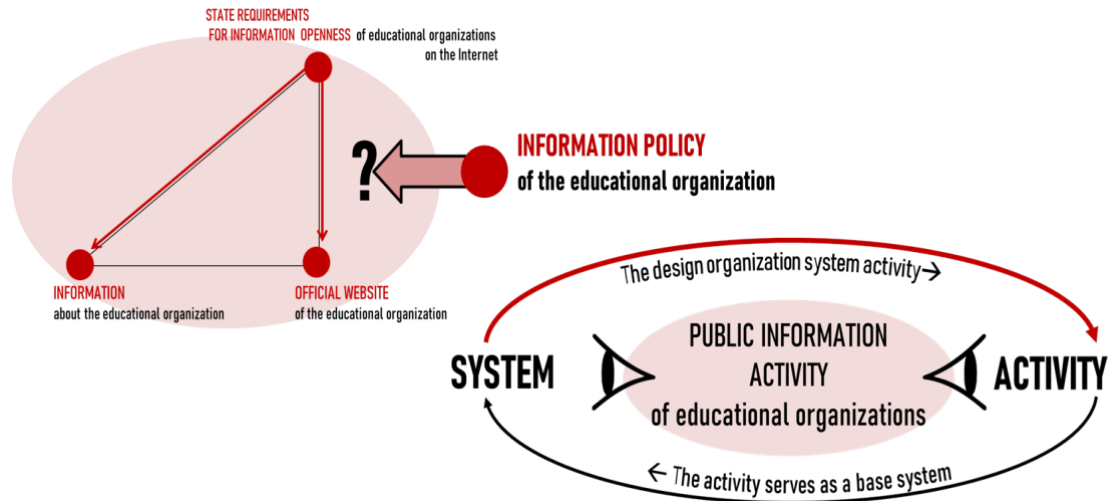 STATE REQUIREMENTS
FOR INFORMATION OPENNESS of educational organizations
on the Internet
?
INFORMATION POLICY
of the educational organization
INFORMATION
about the educational organization
OFFICIAL WEBSITE
of the educational organization
The design organization system activity→
SYSTEM
PUBLIC INFORMATION
ACTIVITY
of educational organizations
ACTIVITY
← The activity serves as a base system